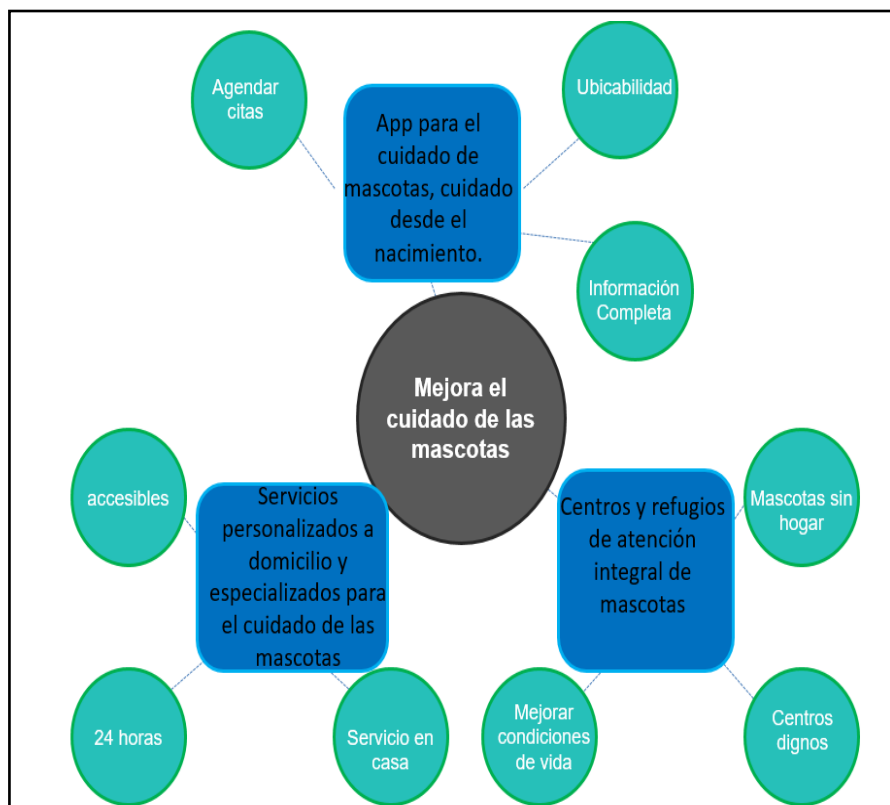 Agendar
citas
Ubicabilidad
App para el
cuidado de
mascotas, cuidado
desde el
nacimiento.
Información
Completa
Mejora el
cuidado de las
mascotas
accesibles
Servicios
personalizados a
domicilio y
especializados para
el cuidado de las
mascotas
Centros y refugios
de atención
integral de
mascotas
Mascotas sin
hogar
24 horas
Servicio en
casa
Mejorar
condiciones
de vida
Centros
dignos